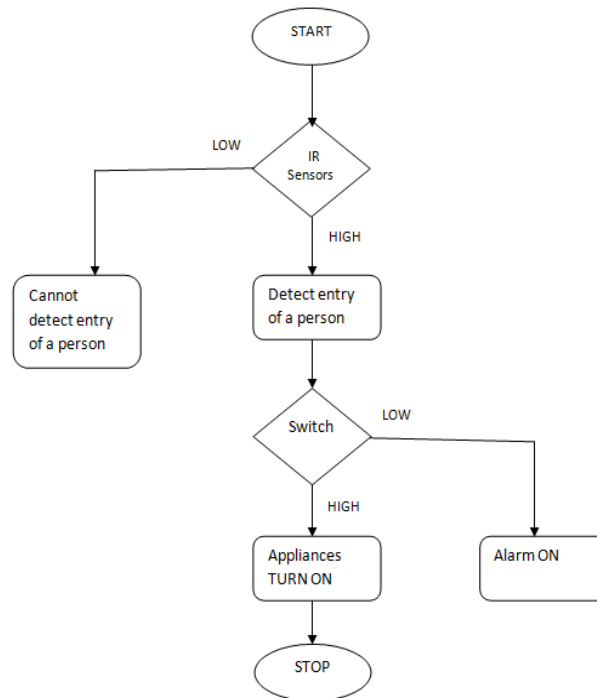 START
LOW
IR
Sensors
HIGH
Cannot
detect entry
of a person
Detect entry
of a person
Switch
LOW
HIGH
Appliances
TURN ON
Alarm ON
STOP